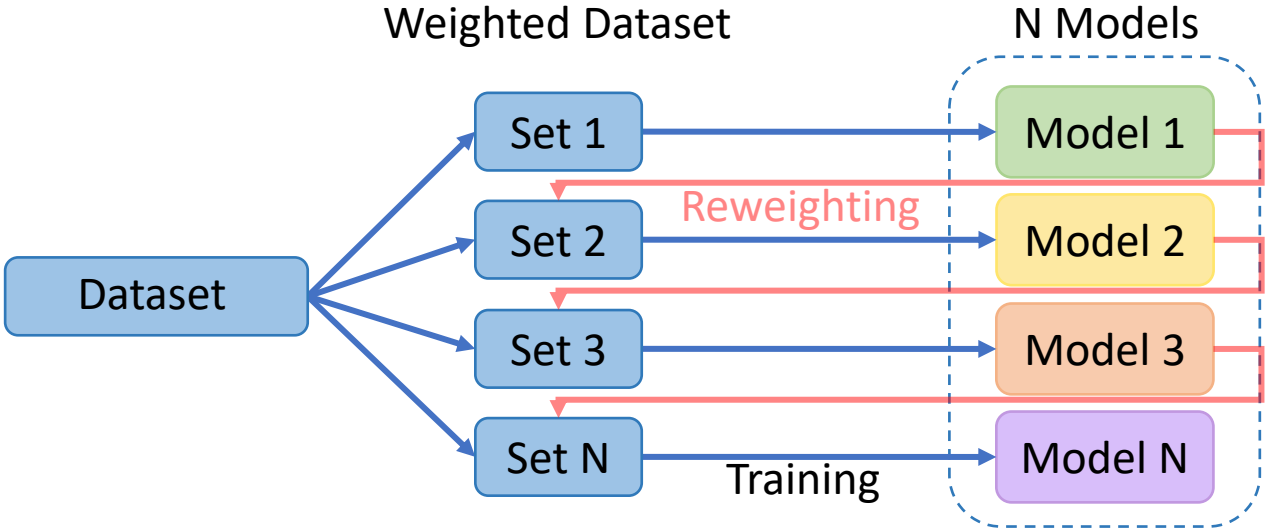 Weighted Dataset
N Models
Set 1
Model 1
Reweighting
Set 2
Model 2
Dataset
Set 3
Model 3
Set N
Model N
Training